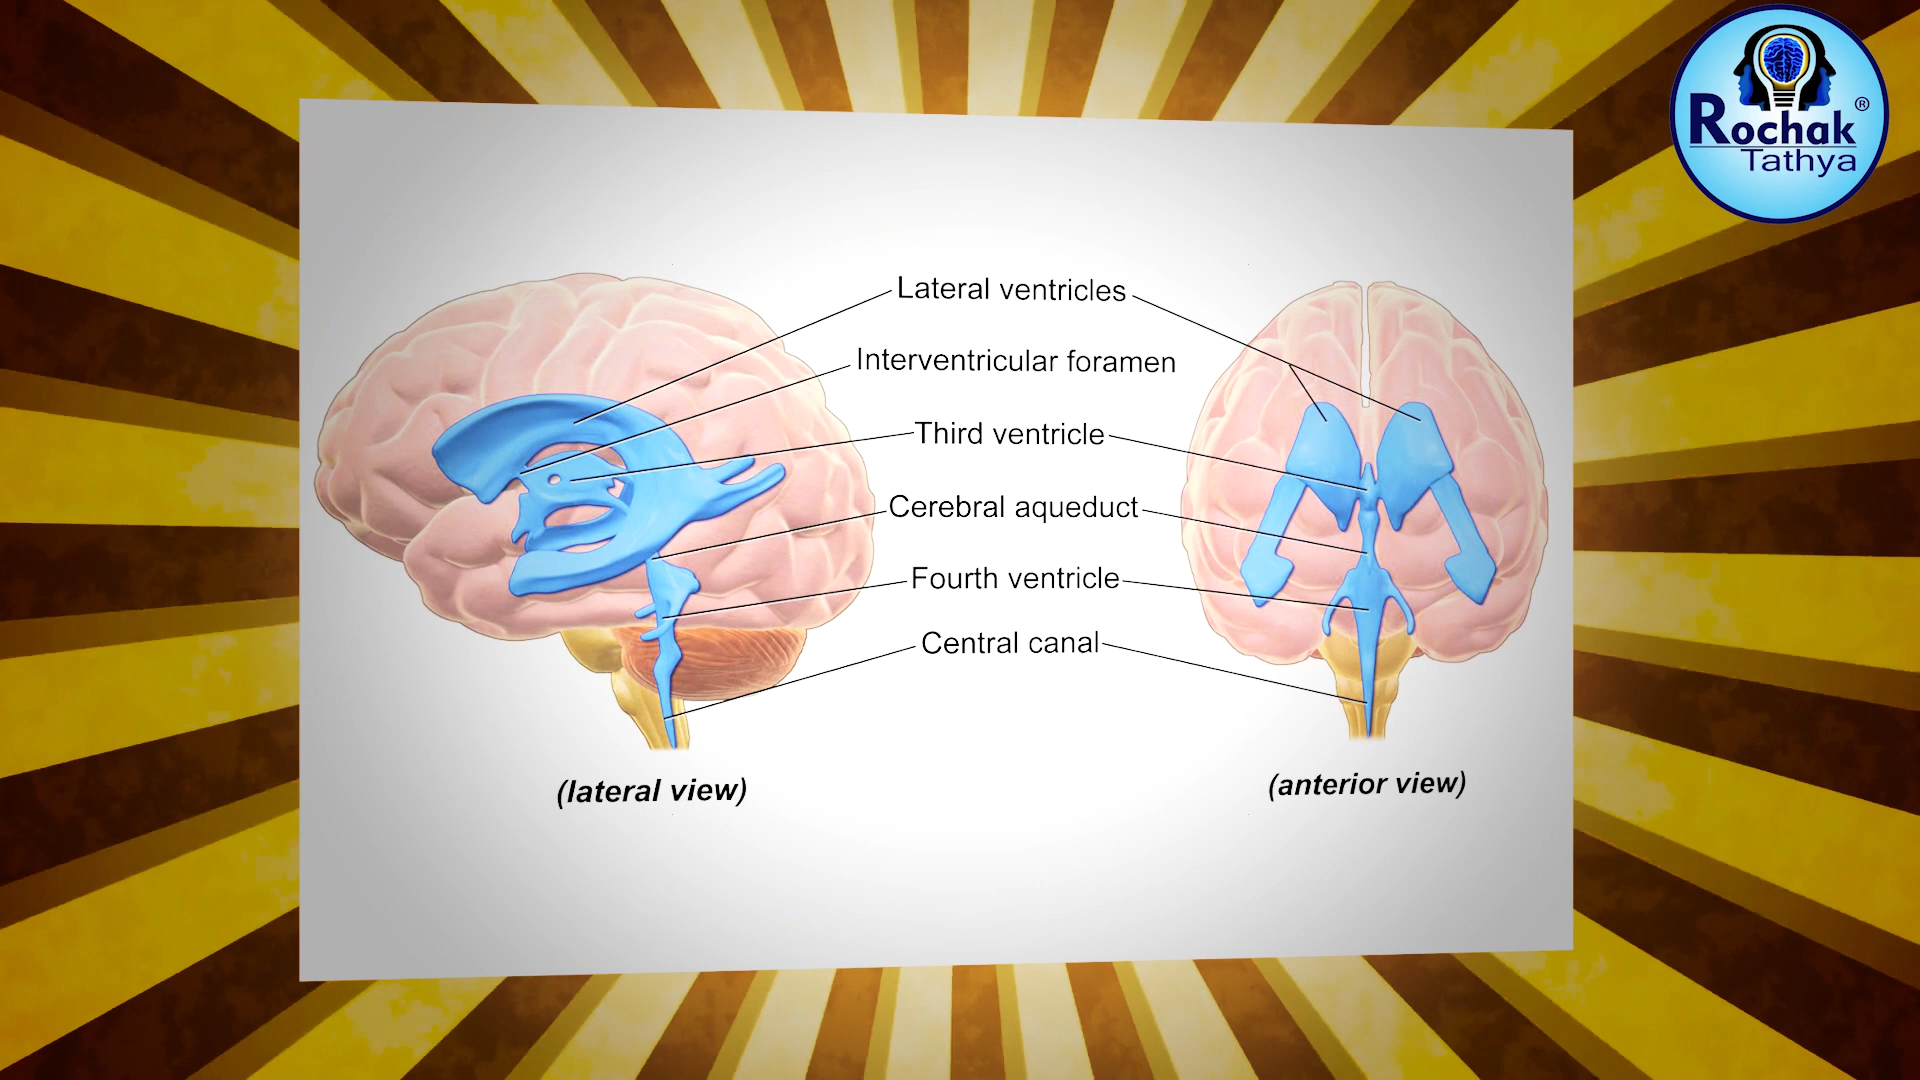 Rochak ®
Tathya
Lateral ventricles
Interventricular foramen
Third ventricle
Cerebral aqueduct
Fourth ventricle
Central canal
(lateral view)
(anterior view)